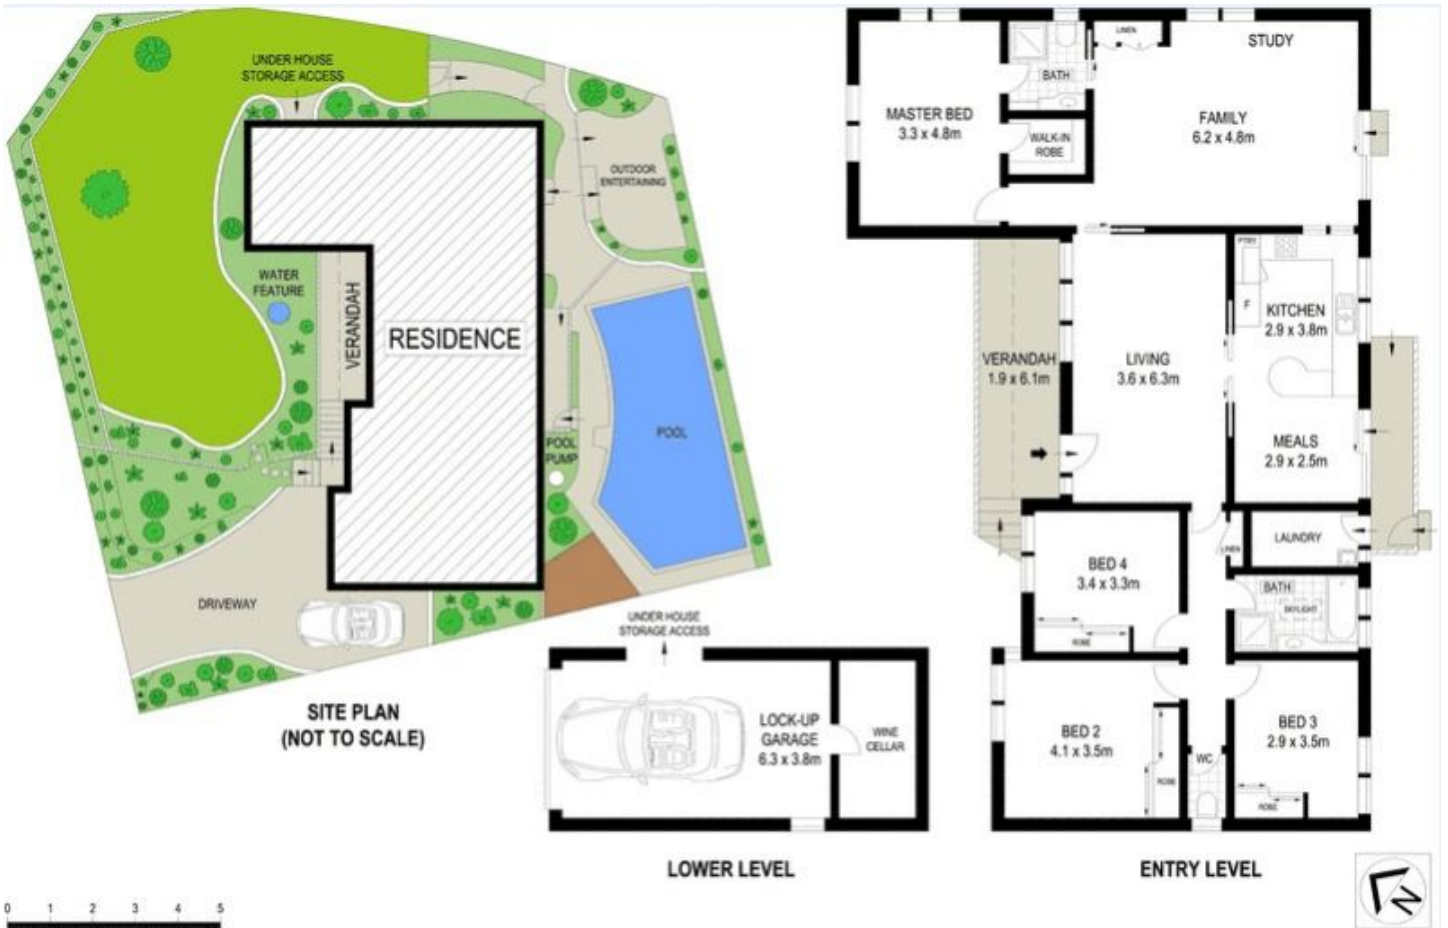 UNDER HOUSE
STORAGE ACCESS
OUTDOOR
ENTERTAINING
WATER
FEATURE
VERANDAH
RESIDENCE
POOL
POOL
PUMP
DRIVEWAY
SITE PLAN
(NOT TO SCALE)
UNDER HOUSE
STORAGE ACCESS
LOCK-UP
GARAGE
6.3 x 3.8m
WINE
CELLAR
LOWER LEVEL
MASTER BED
3.3 x 4.8m
BATH
LINEN
WALK-IN
ROBE
STUDY
FAMILY
6.2 x 4.8m
VERANDAH
1.9 x 6.1m
LIVING
3.6 x 6.3m
PTRY
F
KITCHEN
2.9 x 3.8m
MEALS
2.9 x 2.5m
BED 4
3.4 x 3.3m
ROBE
LINEN
LAUNDRY
BATH
SKYLIGHT
BED 2
4.1 x 3.5m
ROBE
WC
BED 3
2.9 x 3.5m
ROBE
ENTRY LEVEL
0 1 2 3 4 5
N